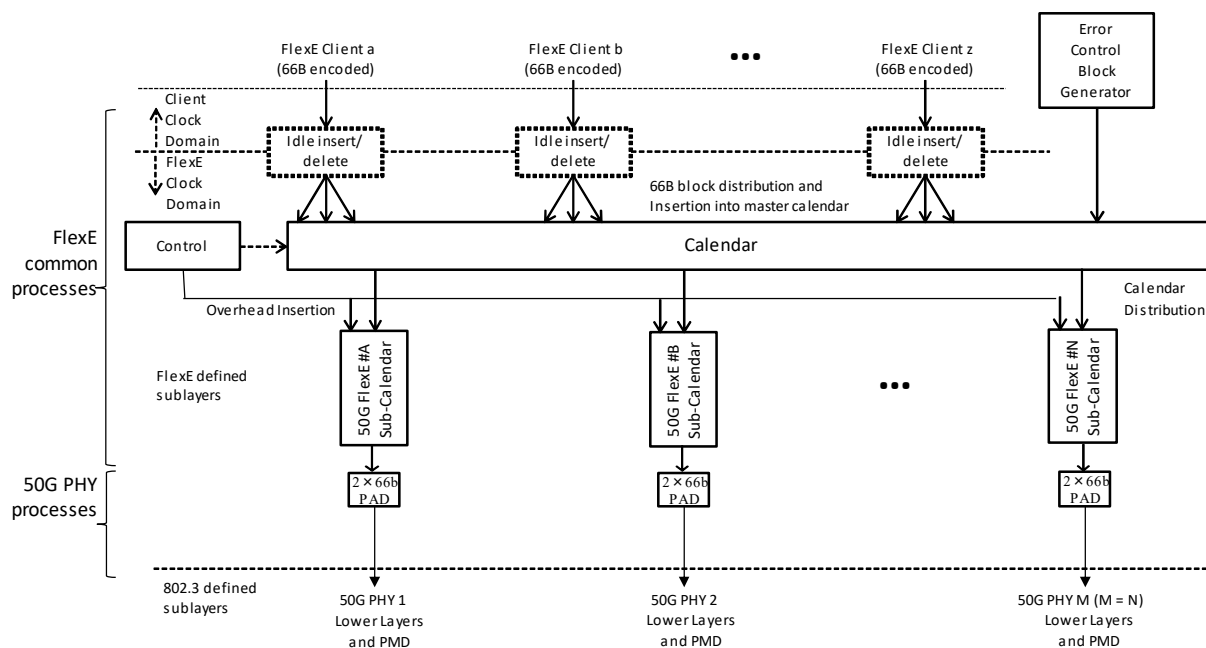 FlexE Client a
(66B encoded)
FlexE Client b
(66B encoded)
•••
FlexE Client z
(66B encoded)
Error
Control
Block
Generator
Client
Clock
Domain
FlexE
Clock
Domain
Idle insert/
delete
Idle insert/
delete
Idle insert/
delete
66B block distribution and
Insertion into master calendar
FlexE
common
processes
Control
Calendar
Overhead Insertion
Calendar
Distribution
FlexE defined
sublayers
50G FlexE #A
Sub-Calendar
50G FlexE #B
Sub-Calendar
•••
50G FlexE #N
Sub-Calendar
50G PHY
processes
2×66b
PAD
2×66b
PAD
2×66b
PAD
802.3 defined
sublayers
50G PHY 1
Lower Layers
and PMD
50G PHY 2
Lower Layers
and PMD
50G PHY M (M = N)
Lower Layers
and PMD